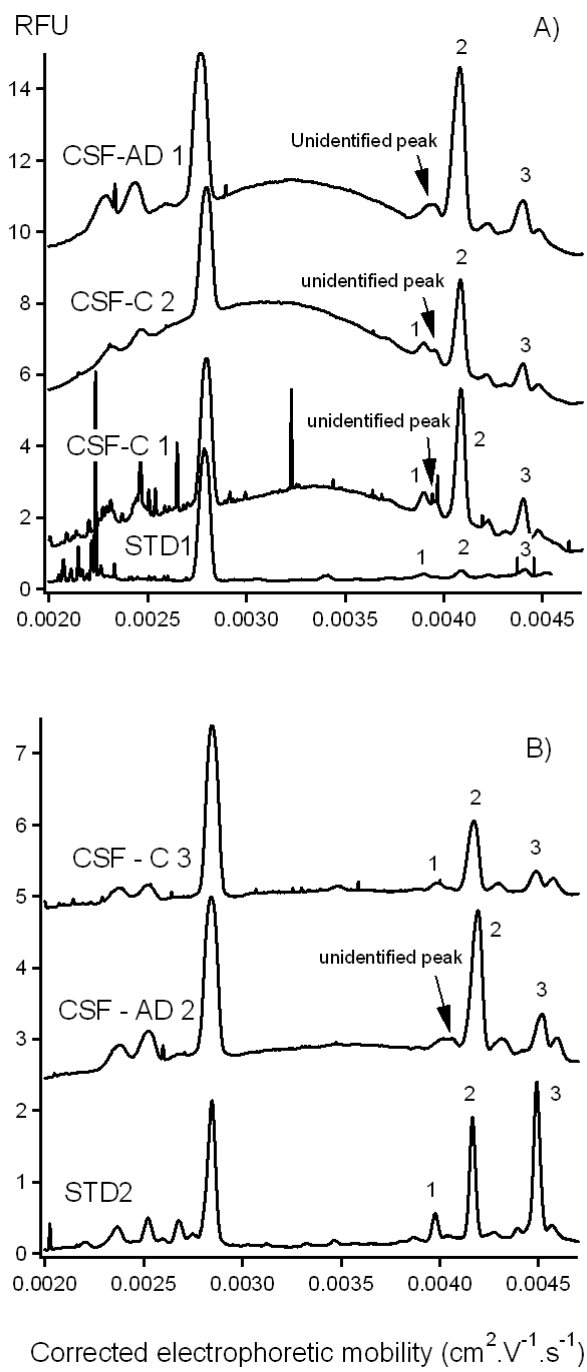 RFU
A)
2
14
CSF-AD 1
Unidentified peak
12
3
10
2
CSF-C 2
unidentified peak
8
1
3
6
CSF-C 1
unidentified peak
4
1
2
3
2
STD1
1
2
3
0
0.0020 0.0025 0.0030 0.0035 0.0040 0.0045
B)
7
2
CSF - C 3
1
3
5
2
unidentified peak
4
CSF - AD 2
3
3
2
2
3
STD2
1
1
0
0.0020 0.0025 0.0030 0.0035 0.0040 0.0045
Corrected electrophoretic mobility (cm².V⁻¹.s⁻¹)